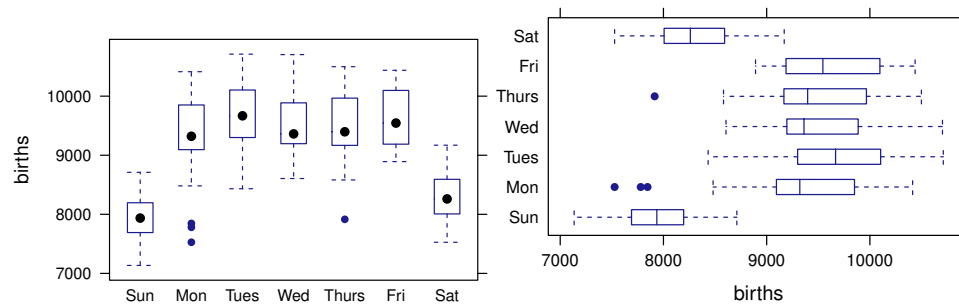 births
10000
9000
8000
7000
Sun Mon Tues Wed Thurs Fri Sat
Sat
Fri
Thurs
Wed
Tues
Mon
Sun
7000 8000 9000 10000
births